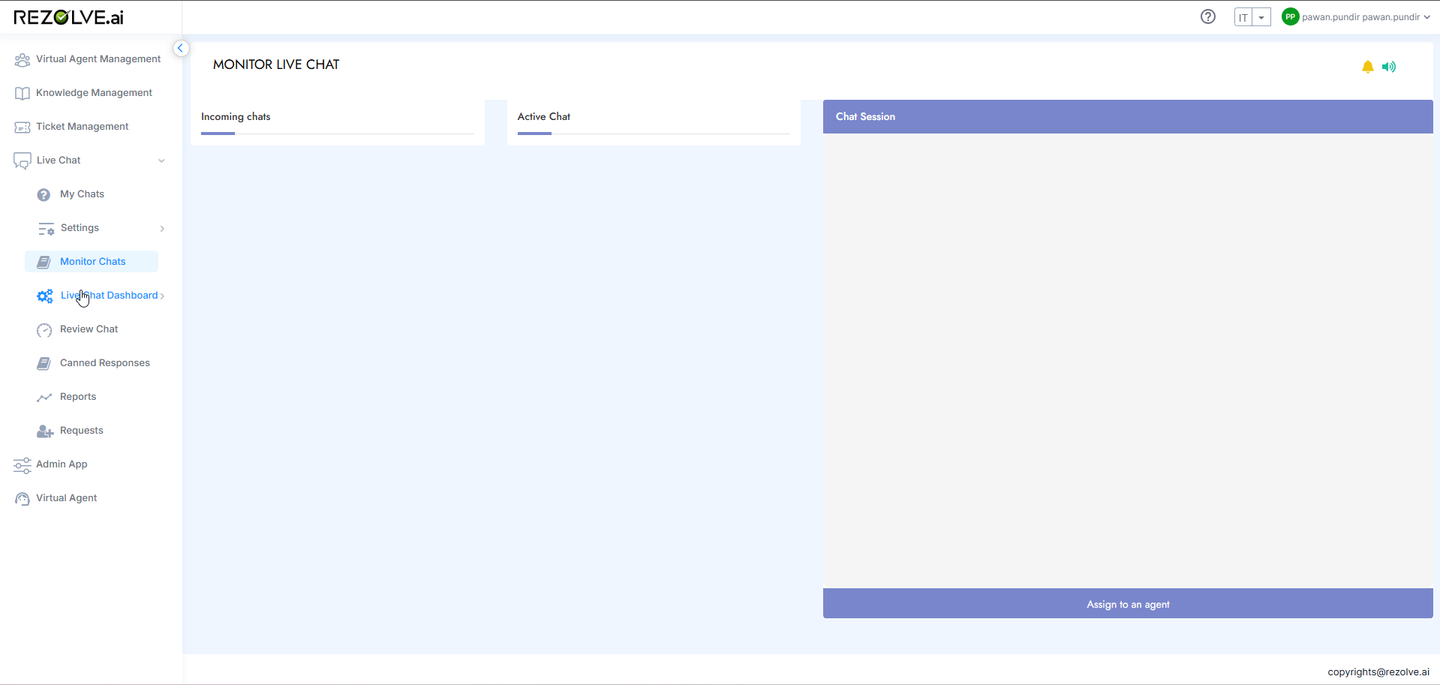 REZOLVE.ai
IT
PP
pawan.pundir pawan.pundir
Virtual Agent Management
Knowledge Management
Ticket Management
Live Chat
My Chats
Settings
Monitor Chats
Live Chat Dashboard
Review Chat
Canned Responses
Reports
Requests
Admin App
Virtual Agent
MONITOR LIVE CHAT
Incoming chats
Active Chat
Chat Session
Assign to an agent
copyrights@rezolve.ai